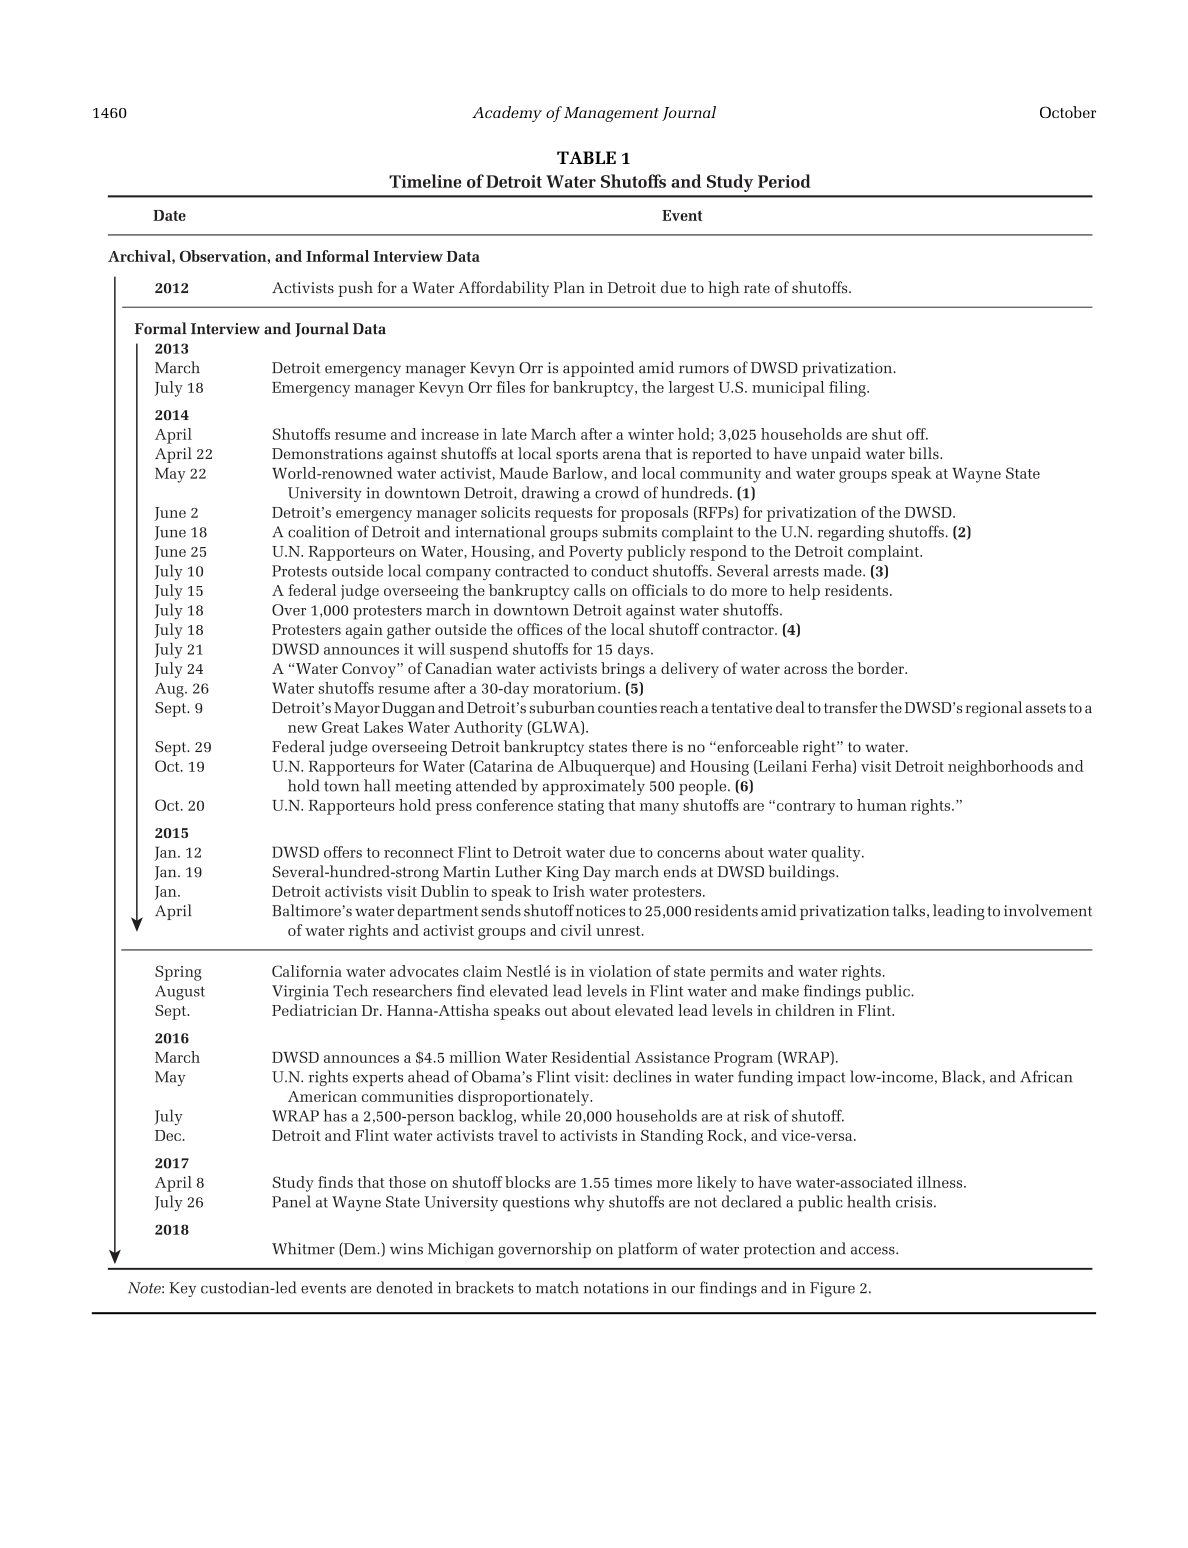 1460 Academy of Management Journal October
TABLE 1
Timeline of Detroit Water Shutoffs and Study Period
Date Event
Archival, Observation, and Informal Interview Data
2012 Activists push for a Water Affordability Plan in Detroit due to high rate of shutoffs.
Formal Interview and Journal Data
2013
March Detroit emergency manager Kevyn Orr is appointed amid rumors of DWSD privatization.
July 18 Emergency manager Kevyn Orr files for bankruptcy, the largest U.S. municipal filing.
2014
April Shutoffs resume and increase in late March after a winter hold; 3,025 households are shut off.
April 22 Demonstrations against shutoffs at local sports arena that is reported to have unpaid water bills.
May 22 World-renowned water activist, Maude Barlow, and local community and water groups speak at Wayne State
University in downtown Detroit, drawing a crowd of hundreds. (1)
June 2 Detroit's emergency manager solicits requests for proposals (RFPs) for privatization of the DWSD.
June 18 A coalition of Detroit and international groups submits complaint to the U.N. regarding shutoffs. (2)
June 25 U.N. Rapporteurs on Water, Housing, and Poverty publicly respond to the Detroit complaint.
July 10 Protests outside local company contracted to conduct shutoffs. Several arrests made. (3)
July 15 A federal judge overseeing the bankruptcy calls on officials to do more to help residents.
July 18 Over 1,000 protesters march in downtown Detroit against water shutoffs.
July 18 Protesters again gather outside the offices of the local shutoff contractor. (4)
July 21 DWSD announces it will suspend shutoffs for 15 days.
July 24 A “Water Convoy” of Canadian water activists brings a delivery of water across the border.
Aug. 26 Water shutoffs resume after a 30-day moratorium. (5)
Sept. 9 Detroit's Mayor Duggan and Detroit's suburban counties reach a tentative deal to transfer the DWSD's regional assets to a
new Great Lakes Water Authority (GLWA).
Sept. 29 Federal judge overseeing Detroit bankruptcy states there is no “enforceable right” to water.
Oct. 19 U.N. Rapporteurs for Water (Catarina de Albuquerque) and Housing (Leilani Ferha) visit Detroit neighborhoods and
hold town hall meeting attended by approximately 500 people. (6)
Oct. 20 U.N. Rapporteurs hold press conference stating that many shutoffs are “contrary to human rights.”
2015
Jan. 12 DWSD offers to reconnect Flint to Detroit water due to concerns about water quality.
Jan. 19 Several-hundred-strong Martin Luther King Day march ends at DWSD buildings.
Jan. Detroit activists visit Dublin to speak to Irish water protesters.
April Baltimore's water department sends shutoff notices to 25,000 residents amid privatization talks, leading to involvement
of water rights and activist groups and civil unrest.
Spring California water advocates claim Nestlé is in violation of state permits and water rights.
August Virginia Tech researchers find elevated lead levels in Flint water and make findings public.
Sept. Pediatrician Dr. Hanna-Attisha speaks out about elevated lead levels in children in Flint.
2016
March DWSD announces a $4.5 million Water Residential Assistance Program (WRAP).
May U.N. rights experts ahead of Obama's Flint visit: declines in water funding impact low-income, Black, and African
American communities disproportionately.
July WRAP has a 2,500-person backlog, while 20,000 households are at risk of shutoff.
Dec. Detroit and Flint water activists travel to activists in Standing Rock, and vice-versa.
2017
April 8 Study finds that those on shutoff blocks are 1.55 times more likely to have water-associated illness.
July 26 Panel at Wayne State University questions why shutoffs are not declared a public health crisis.
2018
Whitmer (Dem.) wins Michigan governorship on platform of water protection and access.
Note: Key custodian-led events are denoted in brackets to match notations in our findings and in Figure 2.